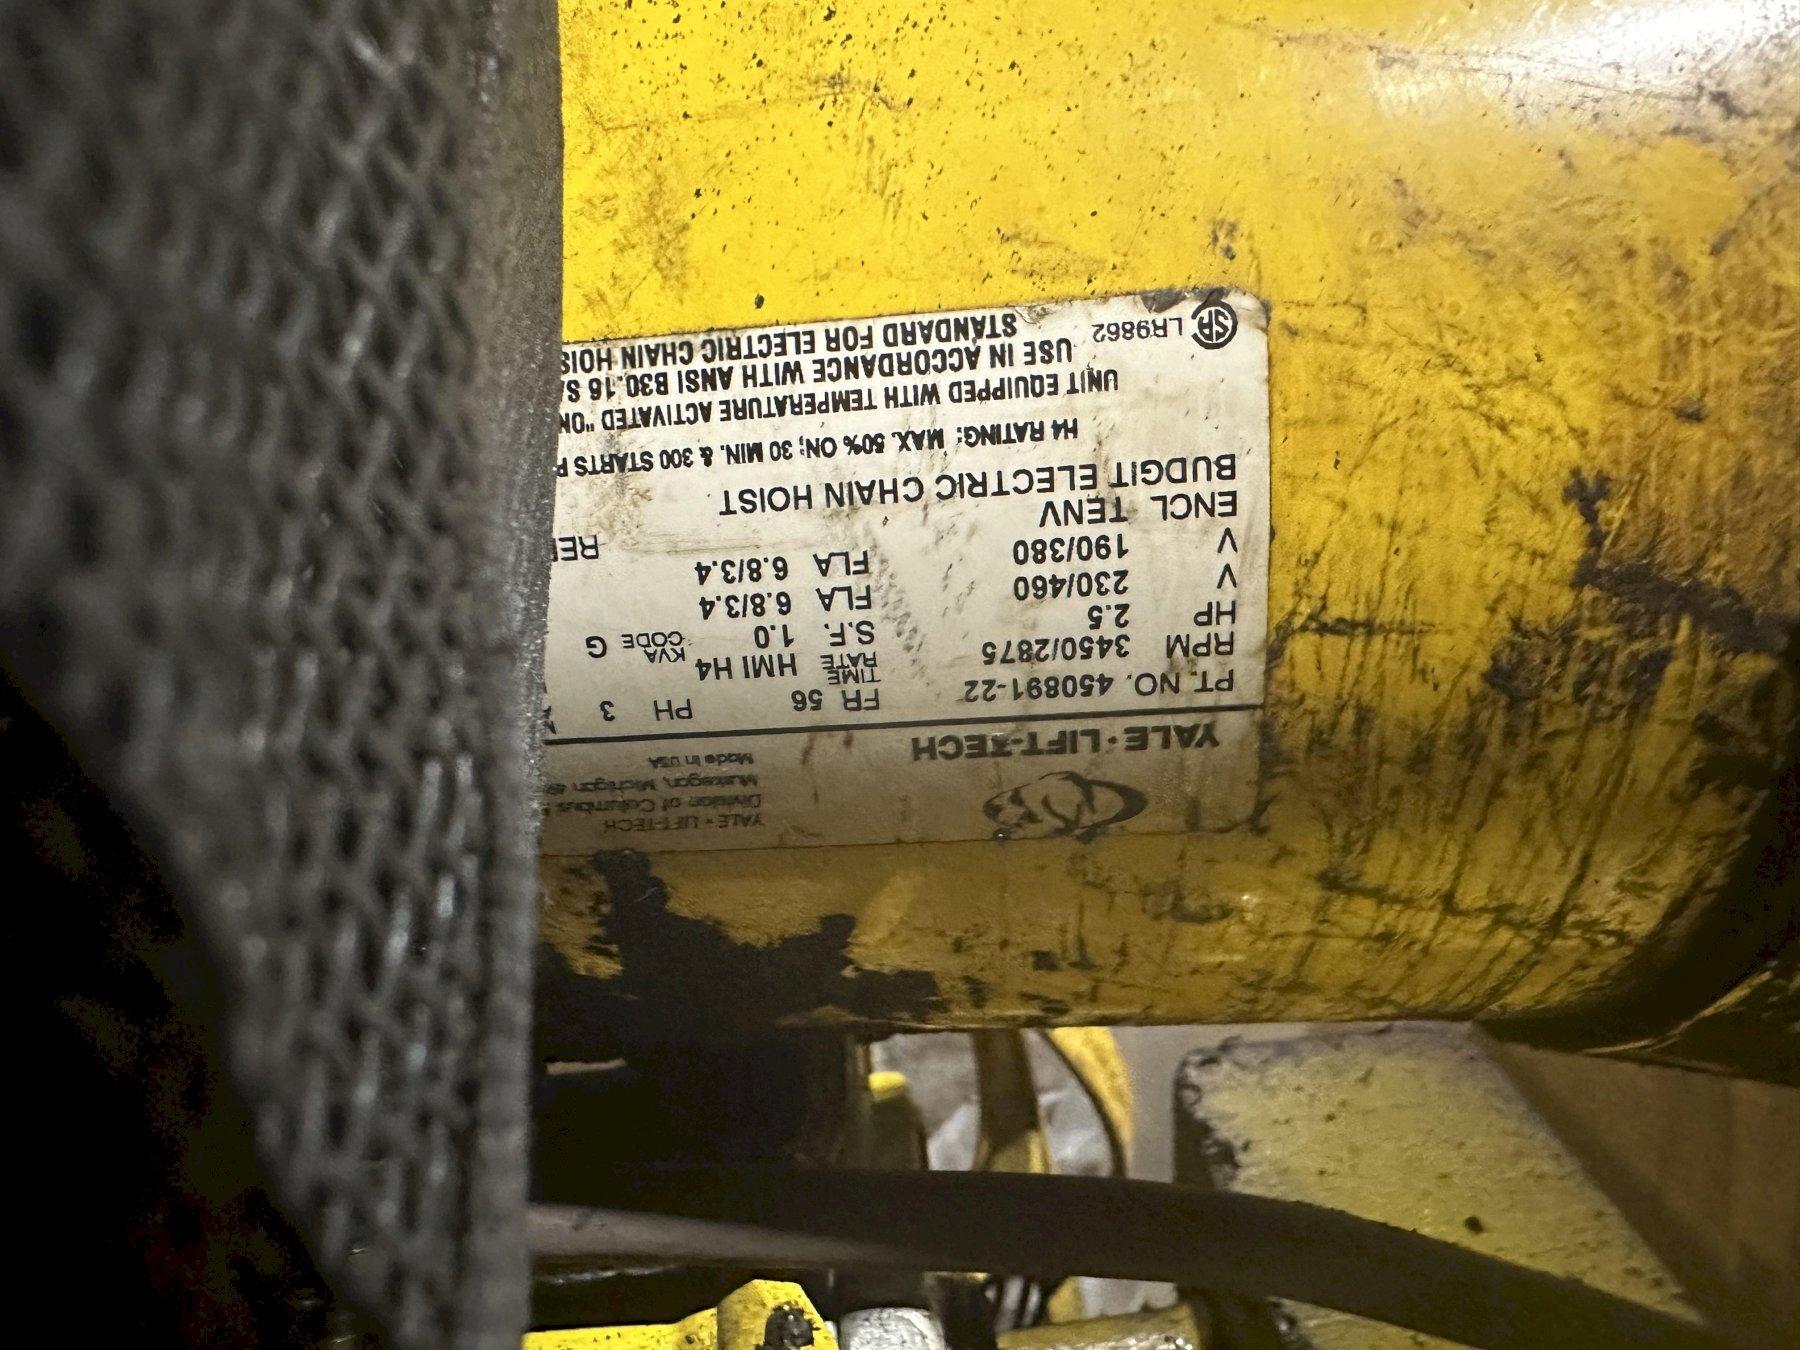 YALE • LIFT-TECH
YALE • LIFT-TECH
Division of Columbus
Muskegon, Michigan
Made in USA
PT. NO. 450891-22 FR 56 PH 3
RPM 3450/2875 TIME RATE HMI H4
HP 2.5 S.F. 1.0 KVA CODE G
V 230/460 FLA 6.8/3.4
V 190/380 FLA 6.8/3.4
ENCL TENV
BUDGIT ELECTRIC CHAIN HOIST
H4 RATING: MAX. 50% ON; 30 MIN. & 300 STARTS
UNIT EQUIPPED WITH TEMPERATURE ACTIVATED
USE IN ACCORDANCE WITH ANSI B30.16
STANDARD FOR ELECTRIC CHAIN
SA LR9862